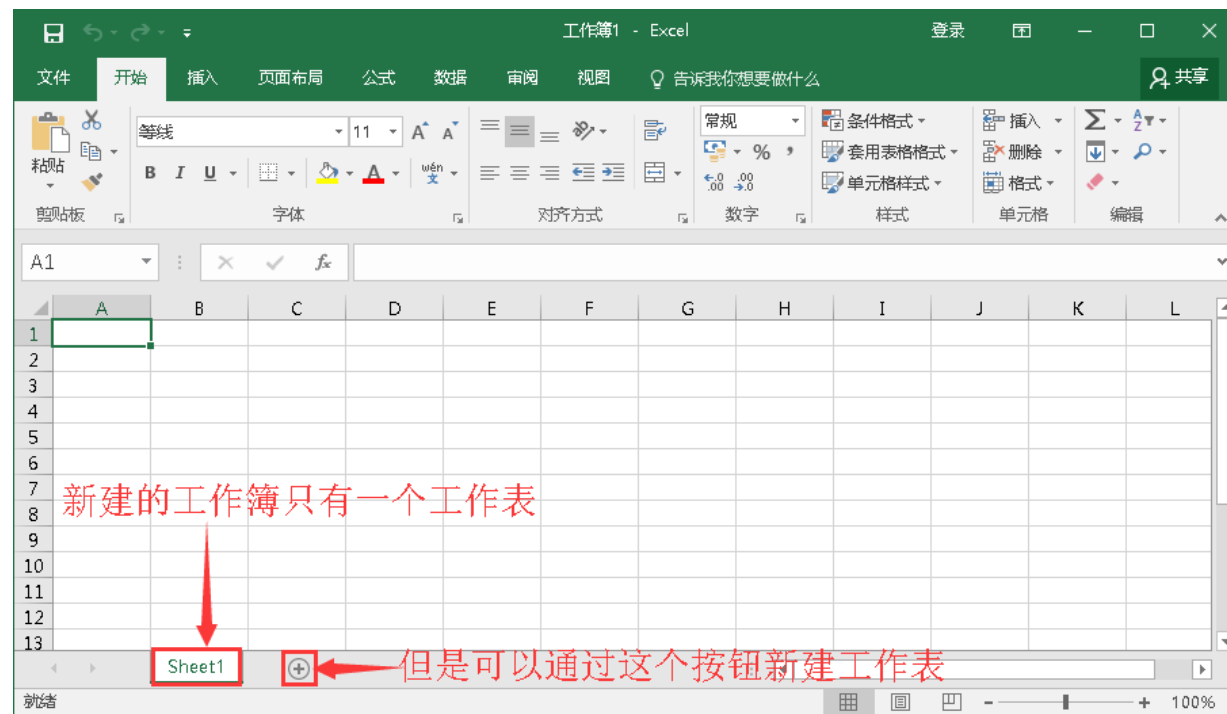 工作簿1 - Excel 登录
文件 开始 插入 页面布局 公式 数据 审阅 视图 告诉我你想要做什么 共享
等线 11 A A 常规 条件格式 插入 Σ A Z
粘贴 B I U A wén 文 % , 套用表格格式 删除
←.0 .00 .00 →.0 单元格样式 格式
剪贴板 字体 对齐方式 数字 样式 单元格 编辑
A1 fx
A B C D E F G H I J K L
1
2
3
4
5
6
7
新建的工作簿只有一个工作表
8
9
10
11
12
13
Sheet1 但是可以通过这个按钮新建工作表
就绪 100%